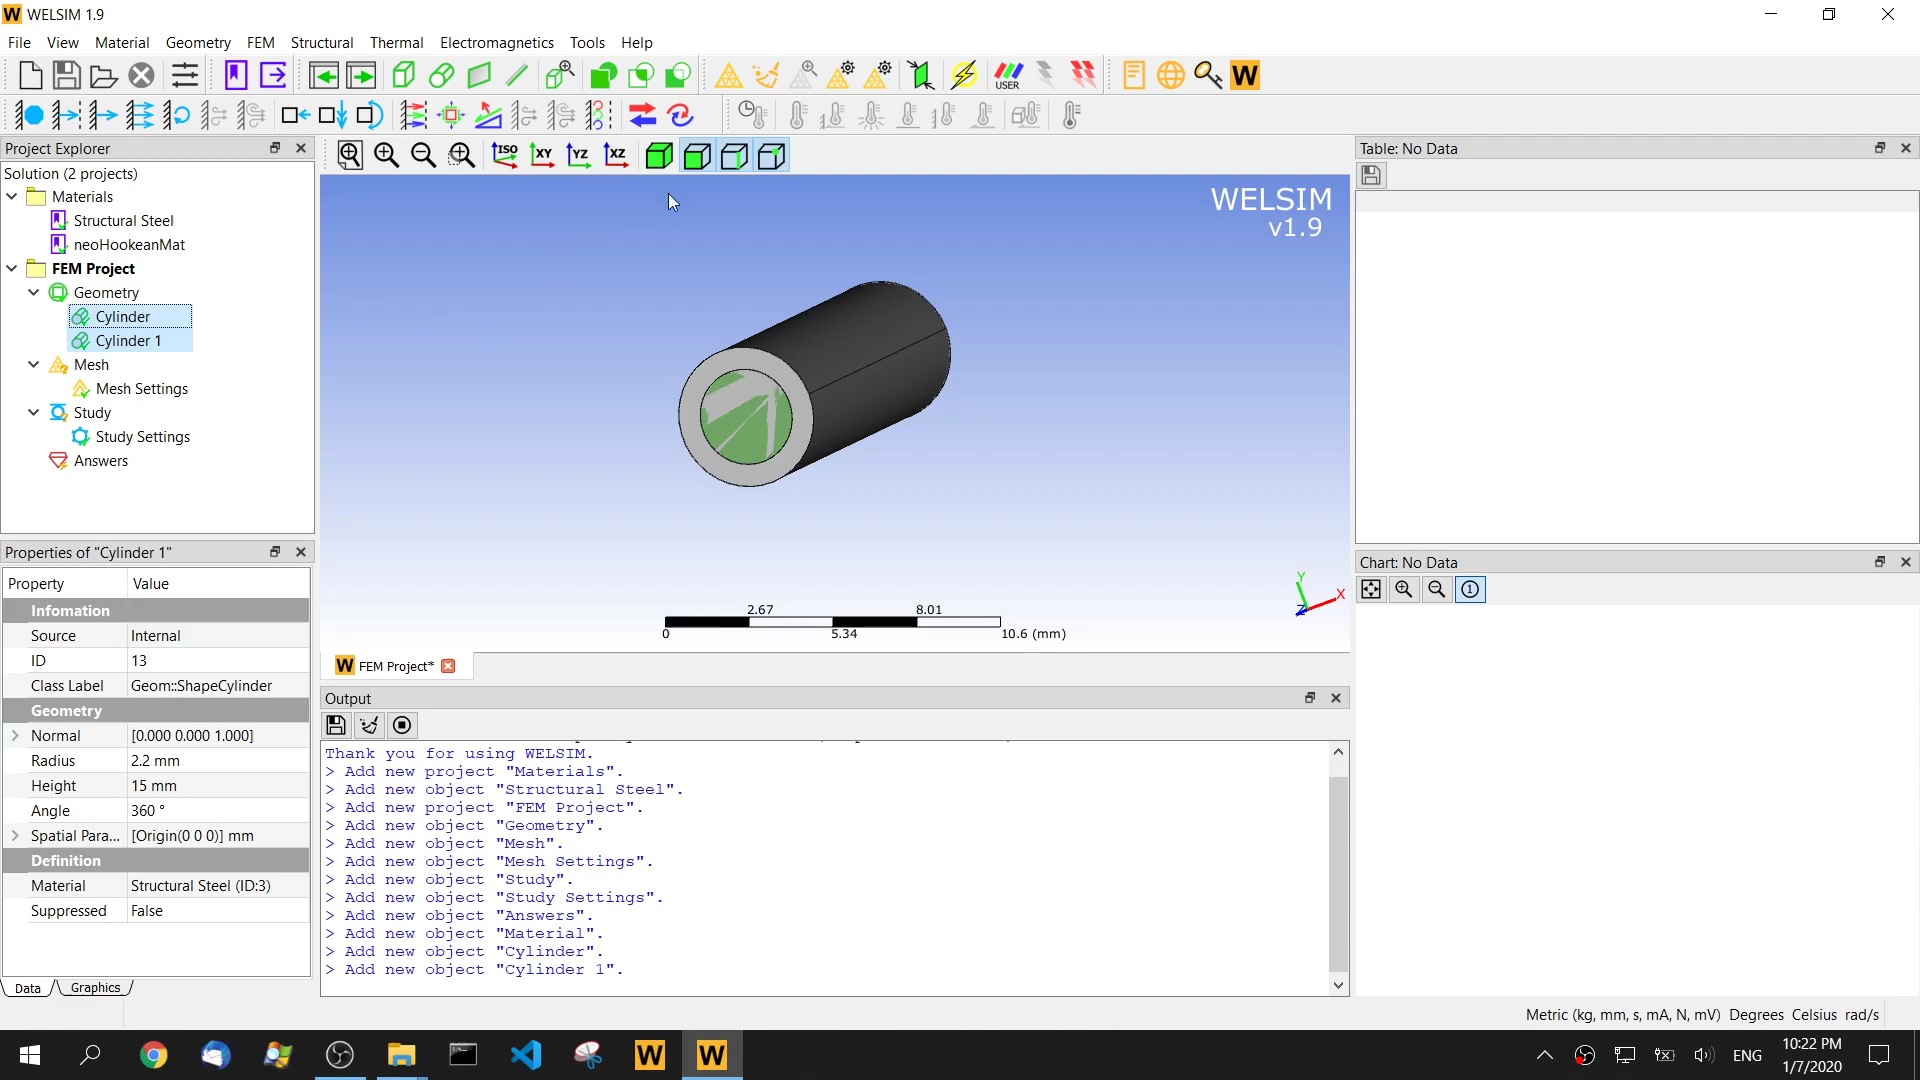 WELSIM 1.9
File View Material Geometry FEM Structural Thermal Electromagnetics Tools Help
USER
W
Project Explorer
ISO XY YZ XZ
Table: No Data
Solution (2 projects)
Materials
Structural Steel
neoHookeanMat
FEM Project
Geometry
Cylinder
Cylinder 1
Mesh
Mesh Settings
Study
Study Settings
Answers
WELSIM
v1.9
Y
X
Z
2.67 8.01
0 5.34 10.6 (mm)
Properties of "Cylinder 1"
Property Value
Infomation
Source Internal
ID 13
Class Label Geom::ShapeCylinder
Geometry
Normal [0.000 0.000 1.000]
Radius 2.2 mm
Height 15 mm
Angle 360 °
Spatial Para... [Origin(0 0 0)] mm
Definition
Material Structural Steel (ID:3)
Suppressed False
Data Graphics
W FEM Project*
Output
Thank you for using WELSIM.
> Add new project "Materials".
> Add new object "Structural Steel".
> Add new project "FEM Project".
> Add new object "Geometry".
> Add new object "Mesh".
> Add new object "Mesh Settings".
> Add new object "Study".
> Add new object "Study Settings".
> Add new object "Answers".
> Add new object "Material".
> Add new object "Cylinder".
> Add new object "Cylinder 1".
Chart: No Data
Metric (kg, mm, s, mA, N, mV) Degrees Celsius rad/s
W W
ENG
10:22 PM
1/7/2020